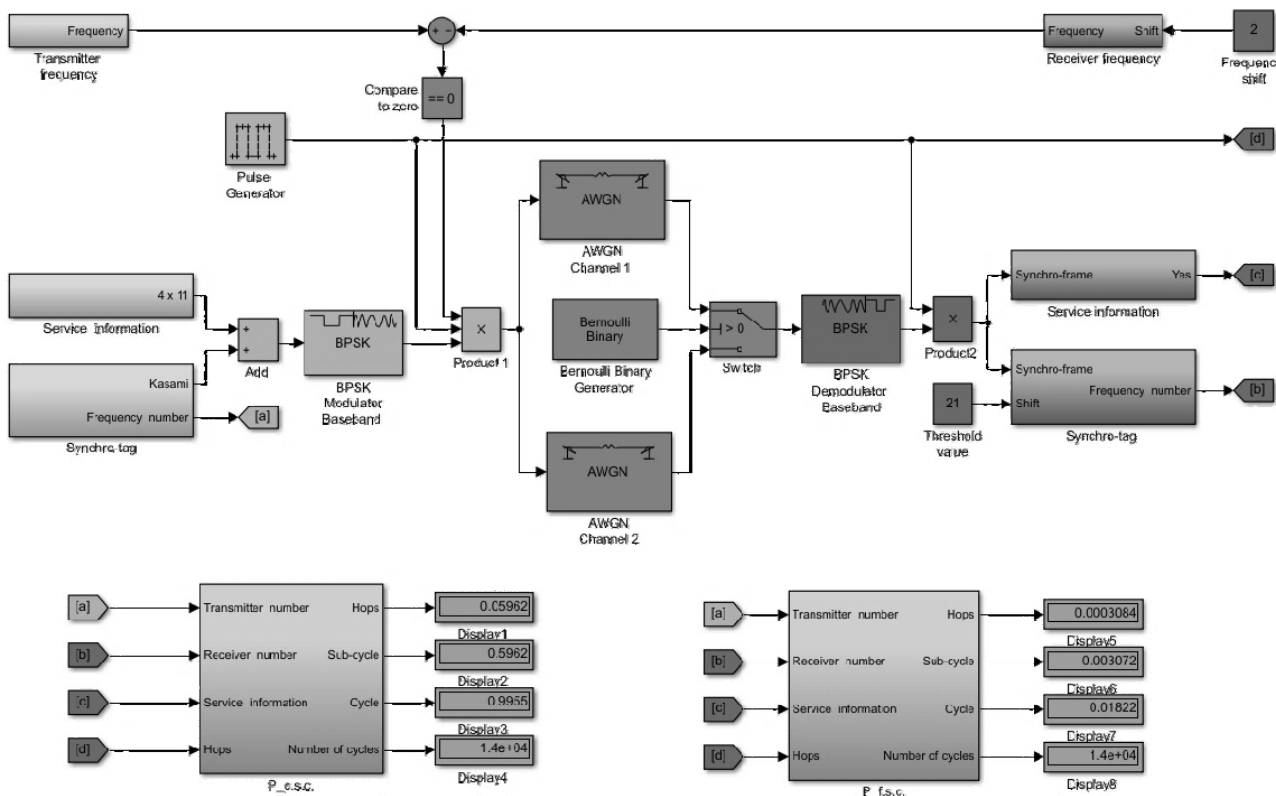 Frequency
Transmitter
frequency
+ −
Frequency Shift
Receiver frequency
2
Frequenc
shift
Compare
to zero
== 0
Pulse
Generator
[d]
AWGN
AWGN
Channel 1
4 x 11
Service information
Kasami
Frequency number
Synchro-tag
[a]
+
+
Add
BPSK
BPSK
Modulator
Baseband
×
Product 1
Bernoulli
Binary
Bernoulli Binary
Generator
> 0
Switch
BPSK
BPSK
Demodulator
Baseband
×
Product2
Synchro-frame Yes
Service information
[c]
Synchro-frame
Frequency number
Shift
Synchro-tag
[b]
21
Threshold
value
AWGN
AWGN
Channel 2
[a]
Transmitter number Hops
0.05962
Display1
[b]
Receiver number Sub-cycle
0.5962
Display2
[c]
Service information Cycle
0.9955
Display3
[d]
Hops Number of cycles
1.4e+04
Display4
P_c.s.c.
[a]
Transmitter number Hops
0.0003084
Display5
[b]
Receiver number Sub-cycle
0.003072
Display6
[c]
Service information Cycle
0.01822
Display7
[d]
Hops Number of cycles
1.4e+04
Display8
P_f.s.c.